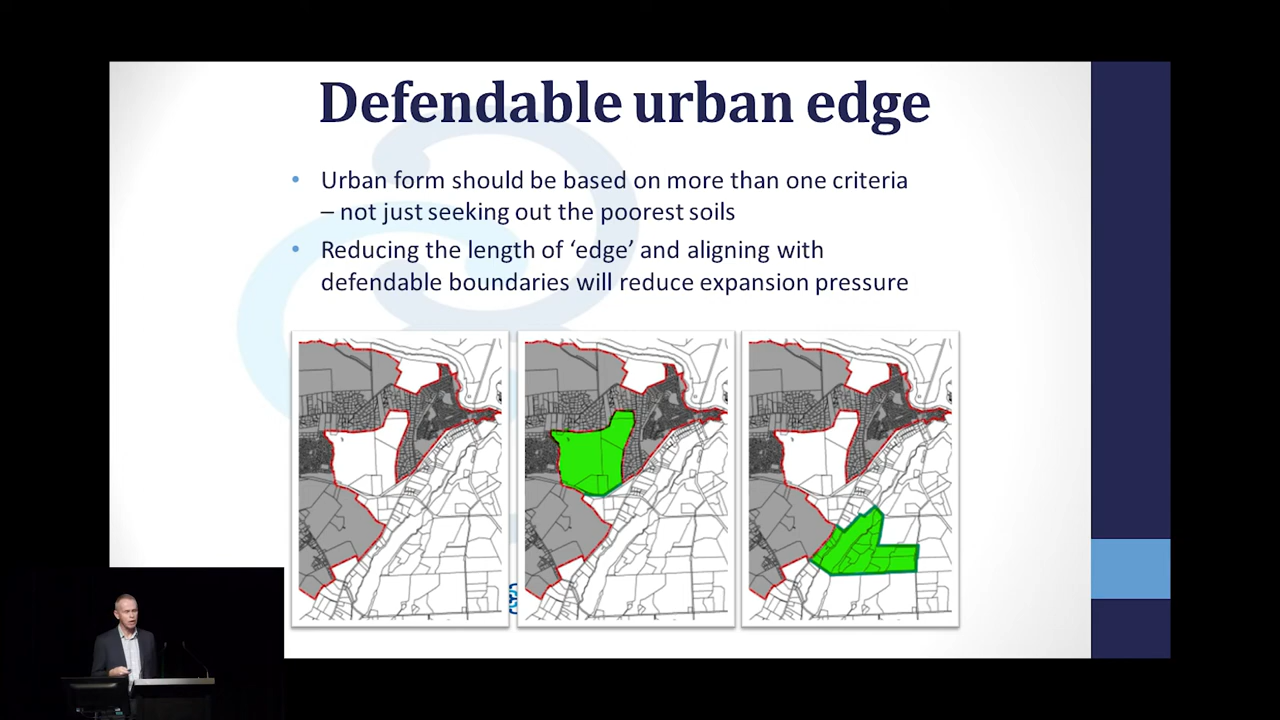 Defendable urban edge
• Urban form should be based on more than one criteria
– not just seeking out the poorest soils
• Reducing the length of ‘edge’ and aligning with
defendable boundaries will reduce expansion pressure